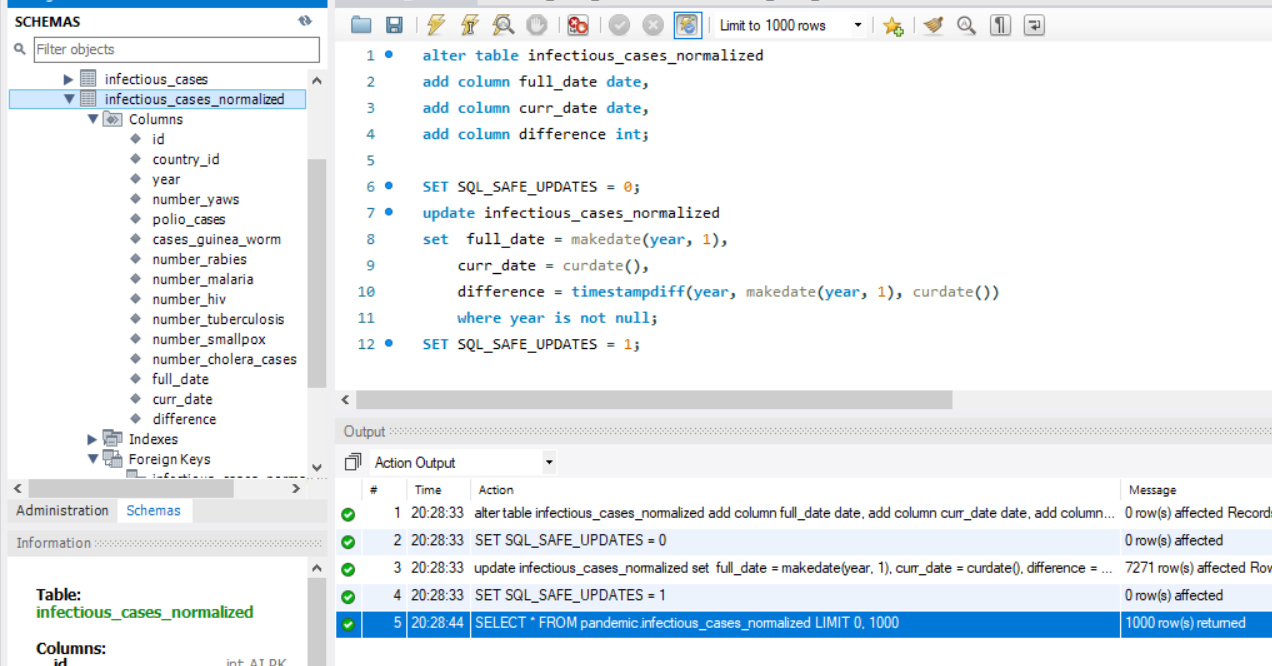 SCHEMAS
Filter objects
infectious_cases
infectious_cases_normalized
Columns
id
country_id
year
number_yaws
polio_cases
cases_guinea_worm
number_rabies
number_malaria
number_hiv
number_tuberculosis
number_smallpox
number_cholera_cases
full_date
curr_date
difference
Indexes
Foreign Keys
Administration Schemas
Information
Table:
infectious_cases_normalized
Columns:
id int AI PK
Limit to 1000 rows
1 alter table infectious_cases_normalized
2 add column full_date date,
3 add column curr_date date,
4 add column difference int;
5
6 SET SQL_SAFE_UPDATES = 0;
7 update infectious_cases_normalized
8 set full_date = makedate(year, 1),
9 curr_date = curdate(),
10 difference = timestampdiff(year, makedate(year, 1), curdate())
11 where year is not null;
12 SET SQL_SAFE_UPDATES = 1;
Output
Action Output
# Time Action Message
1 20:28:33 alter table infectious_cases_normalized add column full_date date, add column curr_date date, add column... 0 row(s) affected Records
2 20:28:33 SET SQL_SAFE_UPDATES = 0 0 row(s) affected
3 20:28:33 update infectious_cases_normalized set full_date = makedate(year, 1), curr_date = curdate(), difference = ... 7271 row(s) affected Row
4 20:28:33 SET SQL_SAFE_UPDATES = 1 0 row(s) affected
5 20:28:44 SELECT * FROM pandemic.infectious_cases_normalized LIMIT 0, 1000 1000 row(s) returned